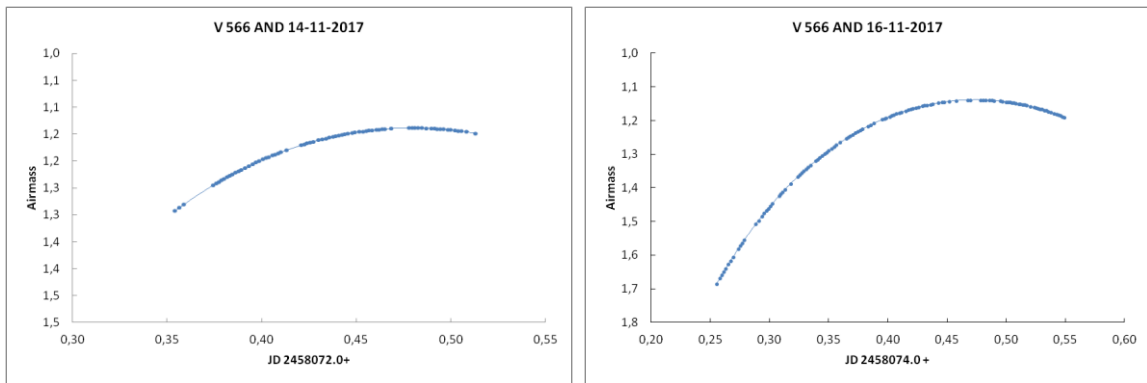 V 566 AND 14-11-2017
1,0
1,1
1,1
1,2
1,2
1,3
1,3
1,4
1,4
1,5
1,5
Airmass
0,30 0,35 0,40 0,45 0,50 0,55
JD 2458072.0+
V 566 AND 16-11-2017
1,0
1,1
1,2
1,3
1,4
1,5
1,6
1,7
1,8
Airmass
0,20 0,25 0,30 0,35 0,40 0,45 0,50 0,55 0,60
JD 2458074.0 +